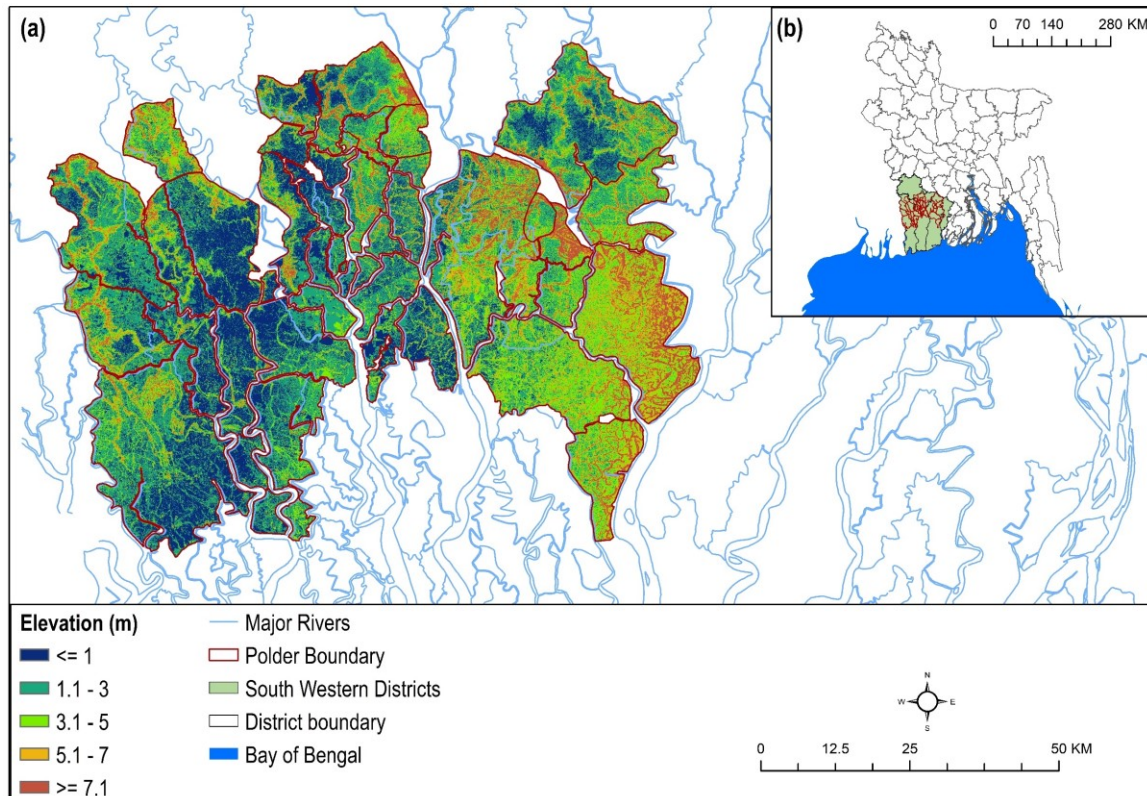 (a)
(b)
0 70 140 280 KM
Elevation (m)
<= 1
1.1 - 3
3.1 - 5
5.1 - 7
>= 7.1
Major Rivers
Polder Boundary
South Western Districts
District boundary
Bay of Bengal
N
W E
S
0 12.5 25 50 KM